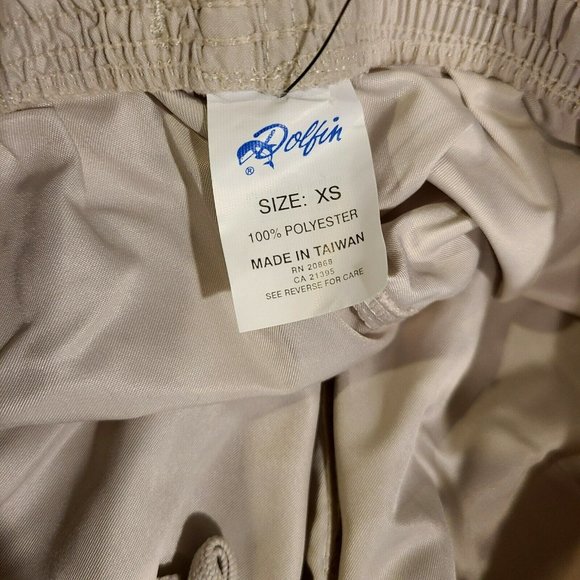 Dolfin
®
SIZE: XS
100% POLYESTER
MADE IN TAIWAN
RN 20868
CA 21395
SEE REVERSE FOR CARE